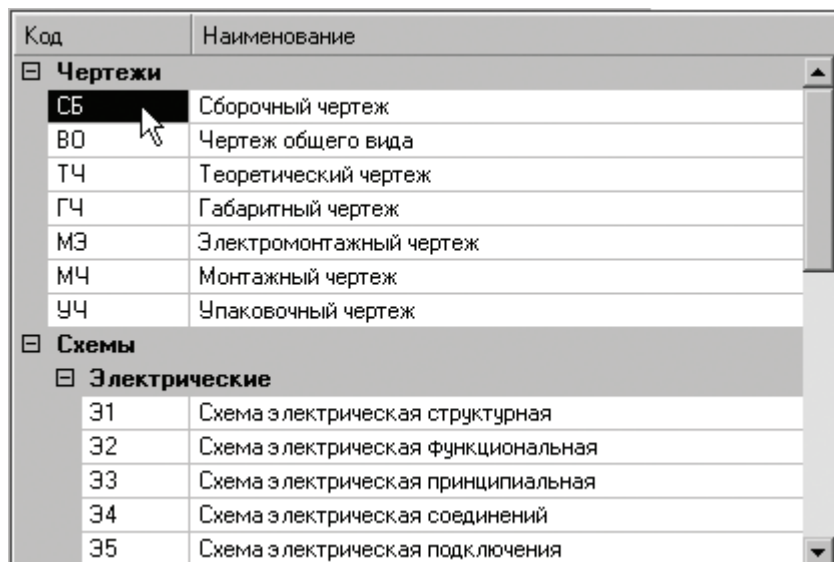 Код Наименование
Чертежи
СБ Сборочный чертеж
ВО Чертеж общего вида
ТЧ Теоретический чертеж
ГЧ Габаритный чертеж
МЭ Электромонтажный чертеж
МЧ Монтажный чертеж
УЧ Упаковочный чертеж
Схемы
Электрические
Э1 Схема электрическая структурная
Э2 Схема электрическая функциональная
Э3 Схема электрическая принципиальная
Э4 Схема электрическая соединений
Э5 Схема электрическая подключения